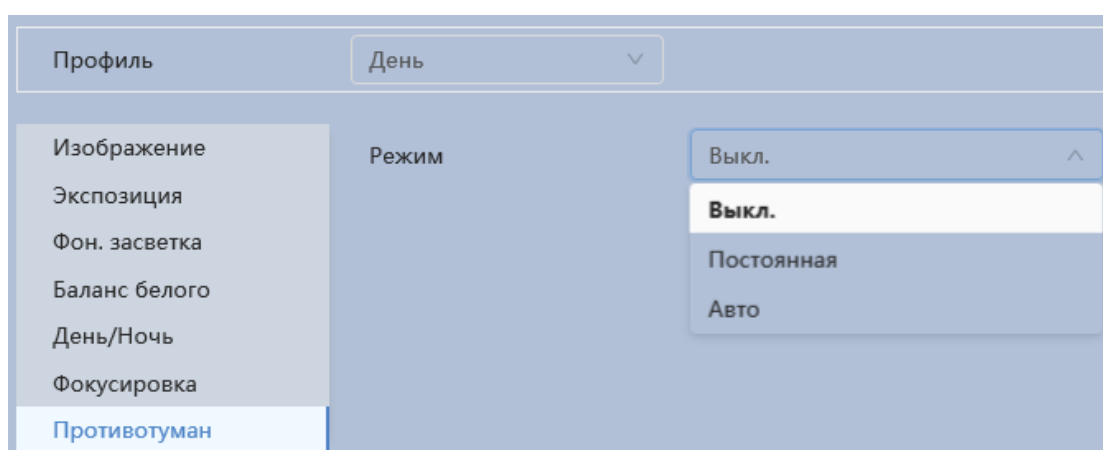 Профиль День
Изображение
Режим Выкл.
Экспозиция
Выкл.
Фон. засветка
Постоянная
Баланс белого
Авто
День/Ночь
Фокусировка
Противотуман